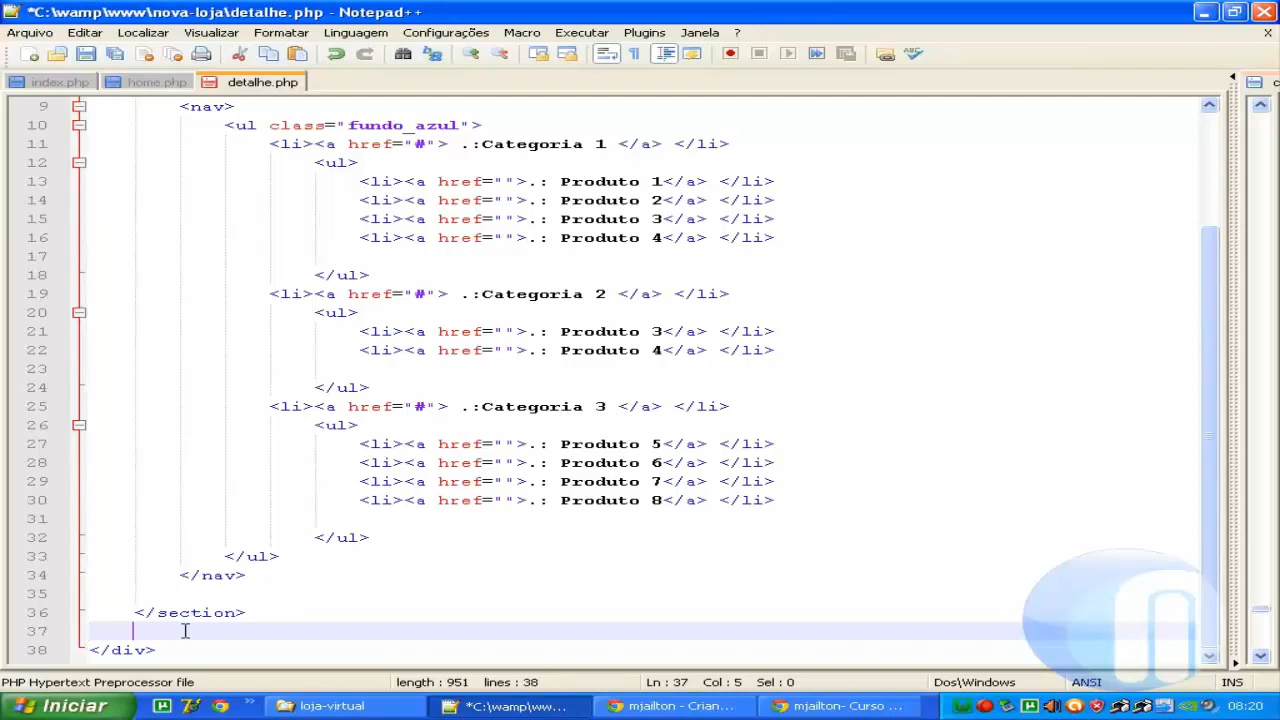 *C:\wamp\www\nova-loja\detalhe.php - Notepad++
Arquivo Editar Localizar Visualizar Formatar Linguagem Configurações Macro Executar Plugins Janela ? X
index.php home.php detalhe.php
9 <nav>
10 <ul class="fundo_azul">
11 <li><a href="#"> .:Categoria 1 </a> </li>
12 <ul>
13 <li><a href="">.: Produto 1</a> </li>
14 <li><a href="">.: Produto 2</a> </li>
15 <li><a href="">.: Produto 3</a> </li>
16 <li><a href="">.: Produto 4</a> </li>
17
18 </ul>
19 <li><a href="#"> .:Categoria 2 </a> </li>
20 <ul>
21 <li><a href="">.: Produto 3</a> </li>
22 <li><a href="">.: Produto 4</a> </li>
23
24 </ul>
25 <li><a href="#"> .:Categoria 3 </a> </li>
26 <ul>
27 <li><a href="">.: Produto 5</a> </li>
28 <li><a href="">.: Produto 6</a> </li>
29 <li><a href="">.: Produto 7</a> </li>
30 <li><a href="">.: Produto 8</a> </li>
31
32 </ul>
33 </ul>
34 </nav>
35
36 </section>
37
38 </div>
PHP Hypertext Preprocessor file length : 951 lines : 38 Ln : 37 Col : 5 Sel : 0 Dos\Windows ANSI INS
Iniciar loja-virtual *C:\wamp\ww... mjailton - Crian... mjailton- Curso ... 08:20